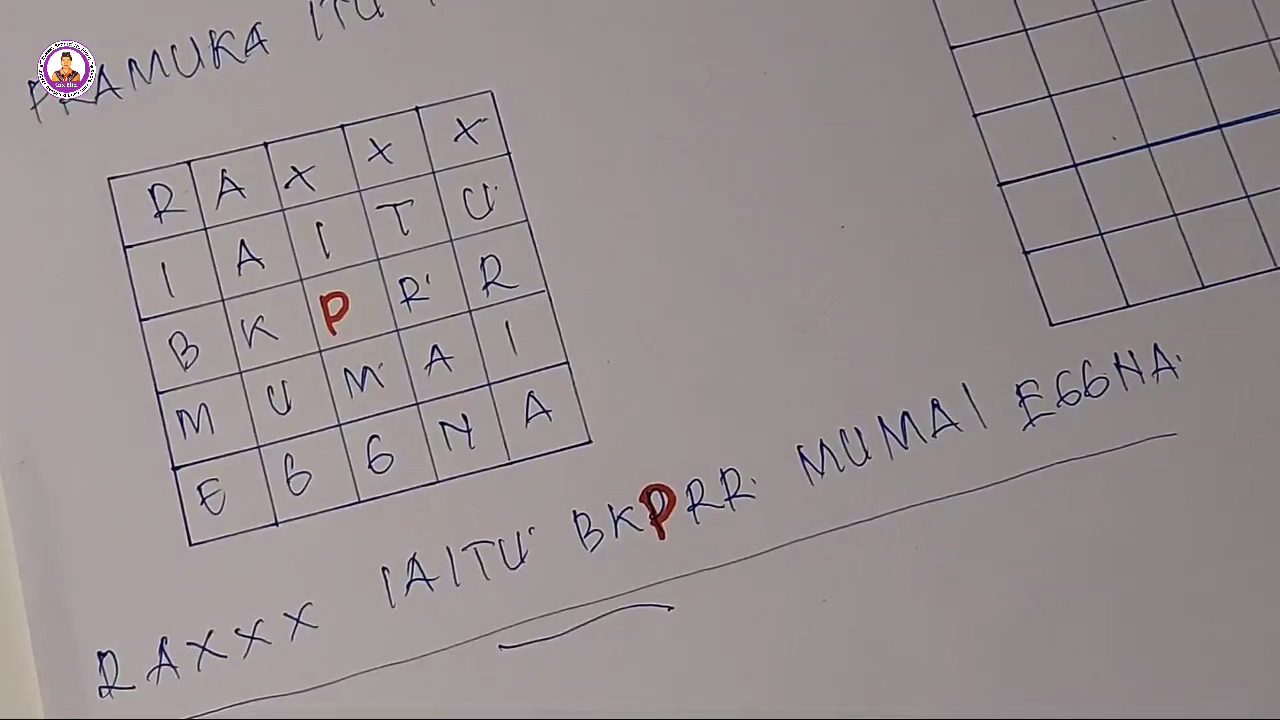 PRAMUKA ITU
R A X X X
I A I T U
B K P R R
M U M A I
E G G N A
RAXXX IAITU BKPRR MUMAI EGGNA